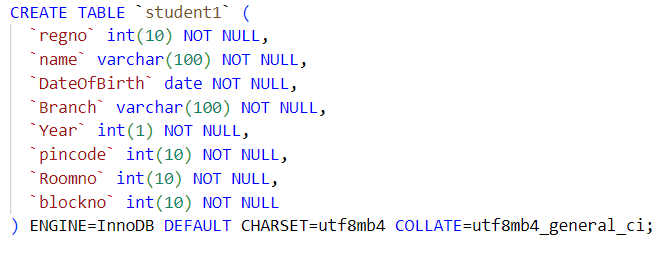 CREATE TABLE `student1` (
  `regno` int(10) NOT NULL,
  `name` varchar(100) NOT NULL,
  `DateOfBirth` date NOT NULL,
  `Branch` varchar(100) NOT NULL,
  `Year` int(1) NOT NULL,
  `pincode` int(10) NOT NULL,
  `Roomno` int(10) NOT NULL,
  `blockno` int(10) NOT NULL
) ENGINE=InnoDB DEFAULT CHARSET=utf8mb4 COLLATE=utf8mb4_general_ci;